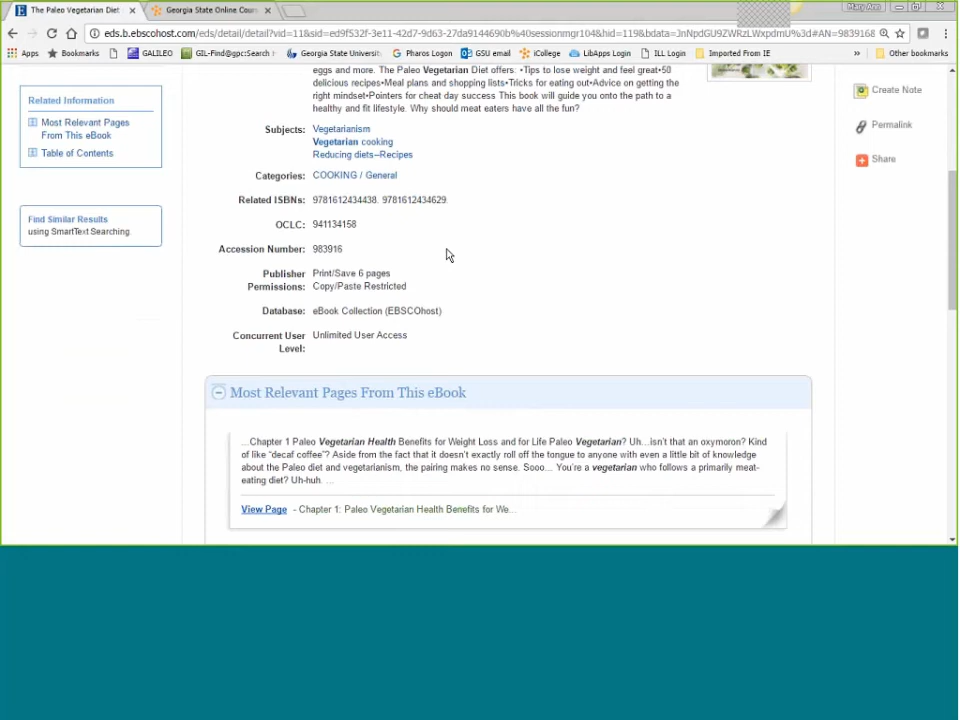 The Paleo Vegetarian Diet
Georgia State Online Cours
Mary Ann
eds.b.ebscohost.com/eds/detail/detail?vid=11&sid=ed9f532f-3e11-42d7-9d63-27da9144690b%40sessionmgr104&hid=119&bdata=JnNpdGU9ZWRzLWxpdmU%3d#AN=983916&
Apps
Bookmarks
GALILEO
GIL-Find@gpc:Search
Georgia State Universit
Pharos Logon
GSU email
iCollege
LibApps Login
ILL Login
Imported From IE
»
Other bookmarks
eggs and more. The Paleo Vegetarian Diet offers: •Tips to lose weight and feel great•50
delicious recipes•Meal plans and shopping lists•Tricks for eating out•Advice on getting the
right mindset•Pointers for cheat day success This book will guide you onto the path to a
healthy and fit lifestyle. Why should meat eaters have all the fun?
Related Information
Most Relevant Pages
From This eBook
Table of Contents
Find Similar Results
using SmartText Searching.
Subjects: Vegetarianism
Vegetarian cooking
Reducing diets--Recipes
Categories: COOKING / General
Related ISBNs: 9781612434438. 9781612434629.
OCLC: 941134158
Accession Number: 983916
Publisher Print/Save 6 pages
Permissions: Copy/Paste Restricted
Database: eBook Collection (EBSCOhost)
Concurrent User Unlimited User Access
Level:
Create Note
Permalink
Share
Most Relevant Pages From This eBook
...Chapter 1 Paleo Vegetarian Health Benefits for Weight Loss and for Life Paleo Vegetarian? Uh...isn't that an oxymoron? Kind
of like "decaf coffee"? Aside from the fact that it doesn't exactly roll off the tongue to anyone with even a little bit of knowledge
about the Paleo diet and vegetarianism, the pairing makes no sense. Sooo... You're a vegetarian who follows a primarily meat-
eating diet? Uh-huh. ...
View Page - Chapter 1: Paleo Vegetarian Health Benefits for We...